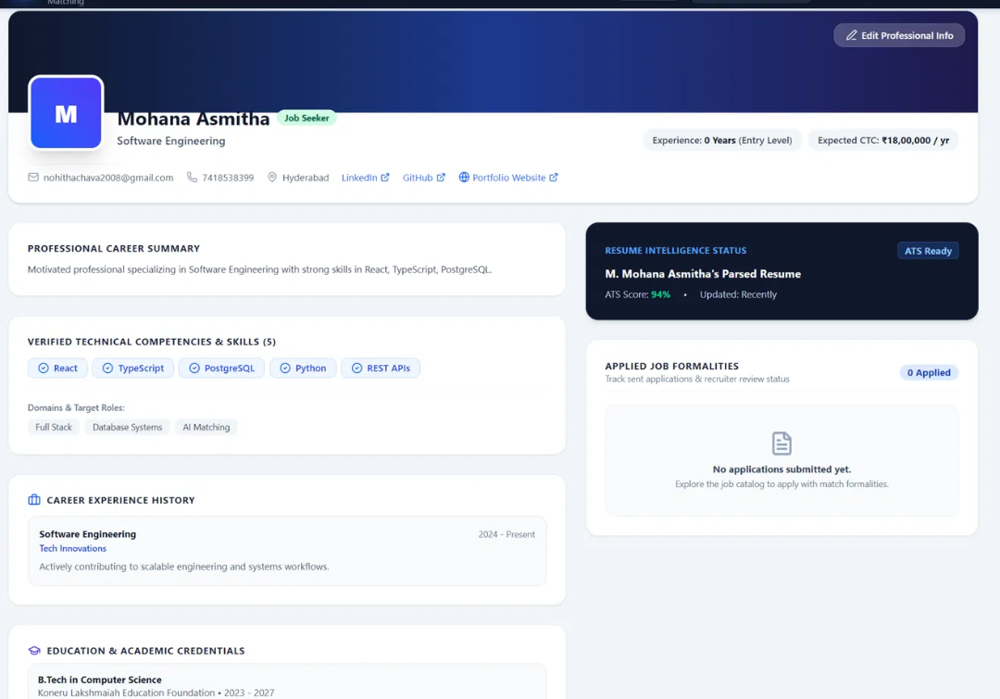 Matching
Edit Professional Info
M
Mohana Asmitha Job Seeker
Software Engineering
Experience: 0 Years (Entry Level) Expected CTC: ₹18,00,000 / yr
nohithachava2008@gmail.com 7418538399 Hyderabad LinkedIn GitHub Portfolio Website
PROFESSIONAL CAREER SUMMARY
Motivated professional specializing in Software Engineering with strong skills in React, TypeScript, PostgreSQL.
VERIFIED TECHNICAL COMPETENCIES & SKILLS (5)
React TypeScript PostgreSQL Python REST APIs
Domains & Target Roles:
Full Stack Database Systems AI Matching
CAREER EXPERIENCE HISTORY
Software Engineering 2024 - Present
Tech Innovations
Actively contributing to scalable engineering and systems workflows.
EDUCATION & ACADEMIC CREDENTIALS
B.Tech in Computer Science
Koneru Lakshmaiah Education Foundation • 2023 - 2027
RESUME INTELLIGENCE STATUS ATS Ready
M. Mohana Asmitha's Parsed Resume
ATS Score: 94% • Updated: Recently
APPLIED JOB FORMALITIES 0 Applied
Track sent applications & recruiter review status
No applications submitted yet.
Explore the job catalog to apply with match formalities.